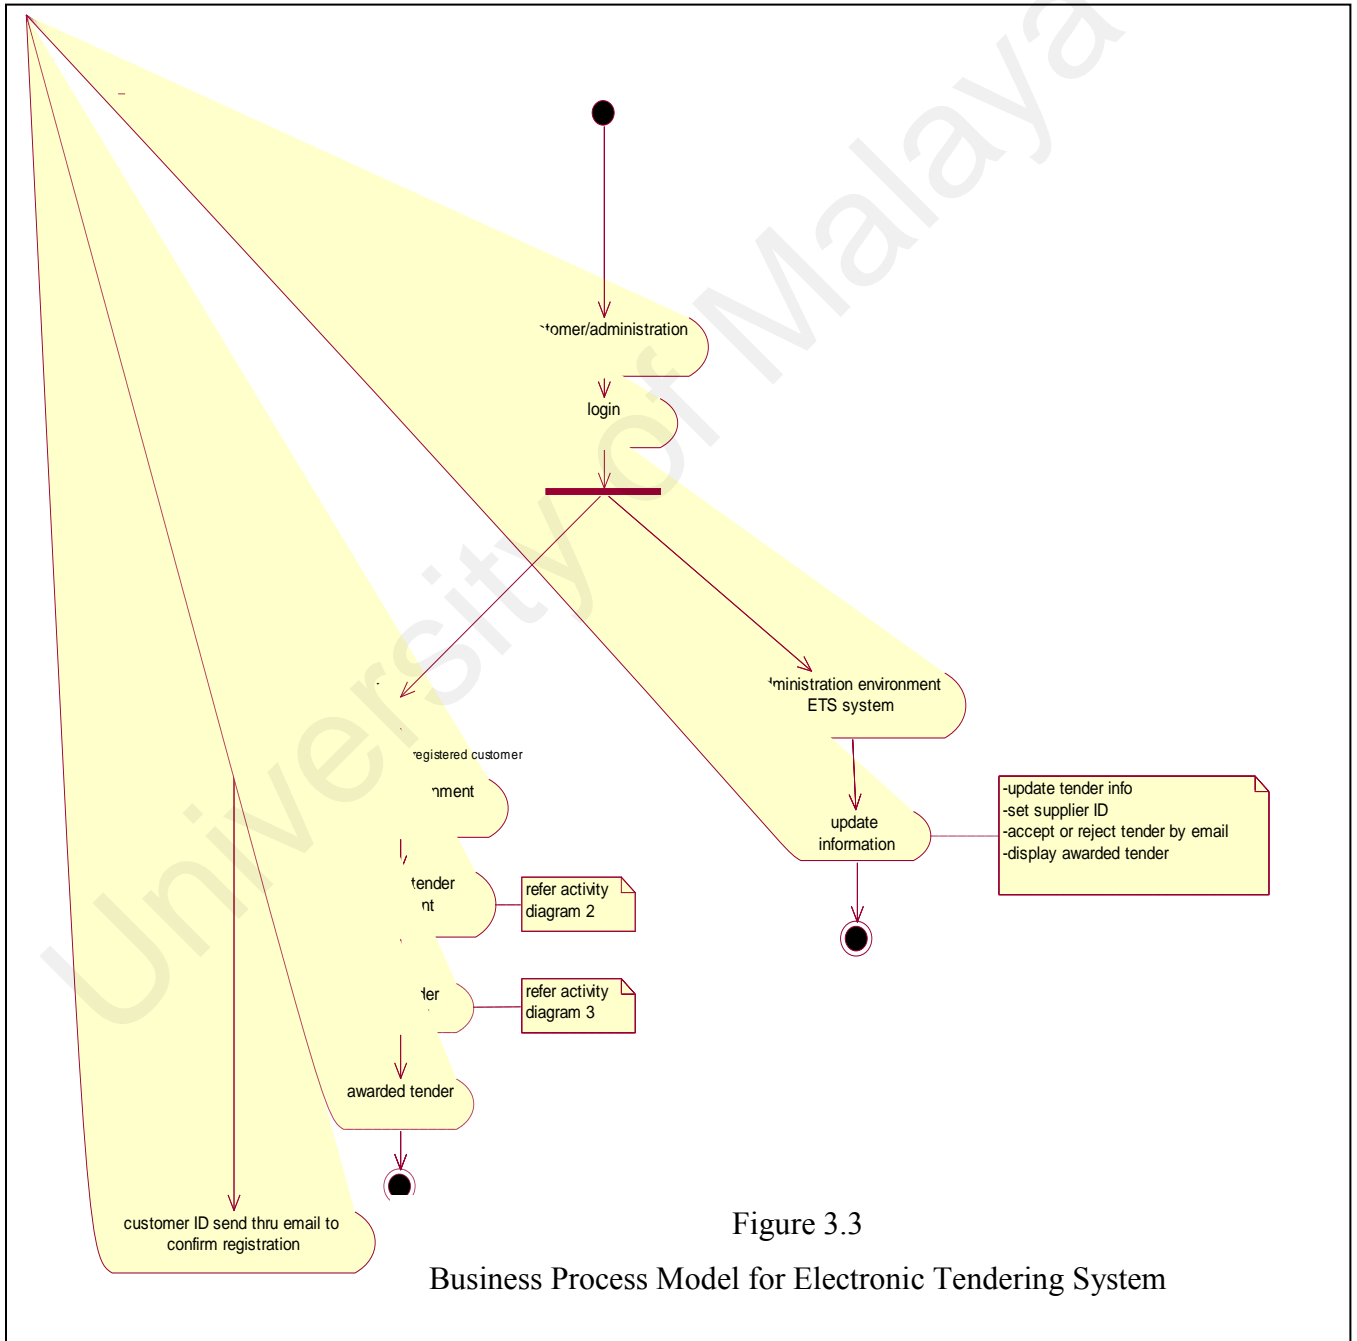 University of Malaya
login
ETS system
registered customer
update
information
-update tender info
-set supplier ID
-accept or reject tender by email
-display awarded tender
administration environment
tender
refer activity
diagram 2
refer activity
diagram 3
awarded tender
customer ID send thru email to
confirm registration
Figure 3.3
Business Process Model for Electronic Tendering System